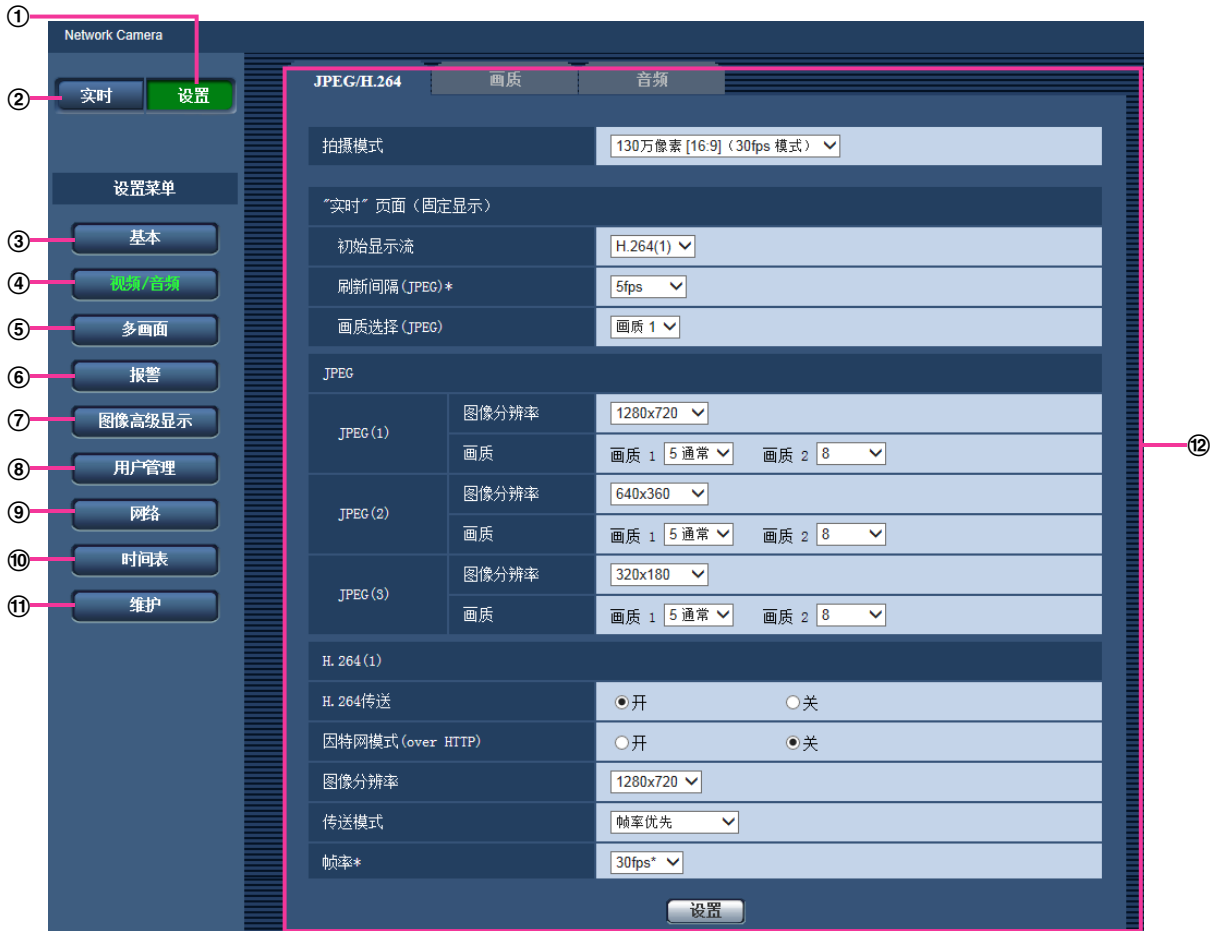 ①
Network Camera
② 实时 设置
JPEG/H.264 画质 音频
拍摄模式 130万像素 [16:9]（30fps 模式）
设置菜单
"实时" 页面（固定显示）
③ 基本
初始显示流 H.264(1)
④ 视频/音频
刷新间隔(JPEG)* 5fps
⑤ 多画面
画质选择(JPEG) 画质 1
⑥ 报警
JPEG
⑦ 图像高级显示
JPEG(1) 图像分辨率 1280x720
画质 画质 1 5 通常 画质 2 8
⑫
⑧ 用户管理
JPEG(2) 图像分辨率 640x360
⑨ 网络
画质 画质 1 5 通常 画质 2 8
⑩ 时间表
JPEG(3) 图像分辨率 320x180
⑪ 维护
画质 画质 1 5 通常 画质 2 8
H.264(1)
H.264传送 开 关
因特网模式(over HTTP) 开 关
图像分辨率 1280x720
传送模式 帧率优先
帧率* 30fps*
设置